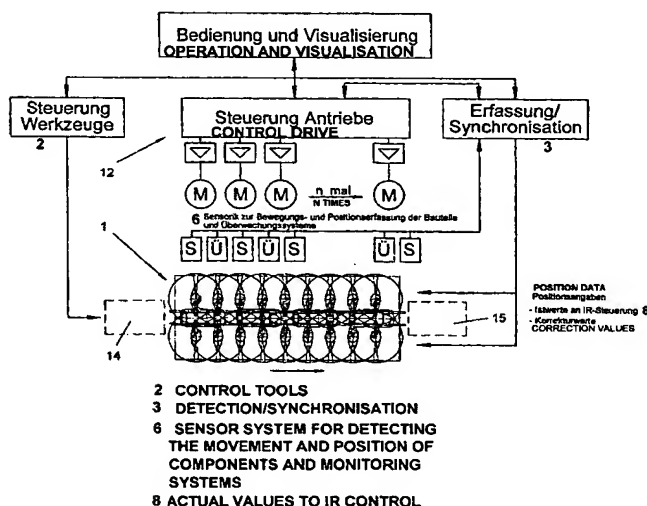 Bedienung und Visualisierung
OPERATION AND VISUALISATION
Steuerung
Werkzeuge
2
Steuerung Antriebe
CONTROL DRIVE
Erfassung/
Synchronisation
3
12
M M M n mal M
N TIMES
6 Sensorik zur Bewegungs- und Positionserfassung der Bauteile
und Überwachungssysteme
1
S Ü S Ü S Ü S
POSITION DATA
Positionsangaben
- Istwerte an IR-Steuerung 8
- Korrekturwerte
CORRECTION VALUES
14
15
2 CONTROL TOOLS
3 DETECTION/SYNCHRONISATION
6 SENSOR SYSTEM FOR DETECTING
THE MOVEMENT AND POSITION OF
COMPONENTS AND MONITORING
SYSTEMS
8 ACTUAL VALUES TO IR CONTROL